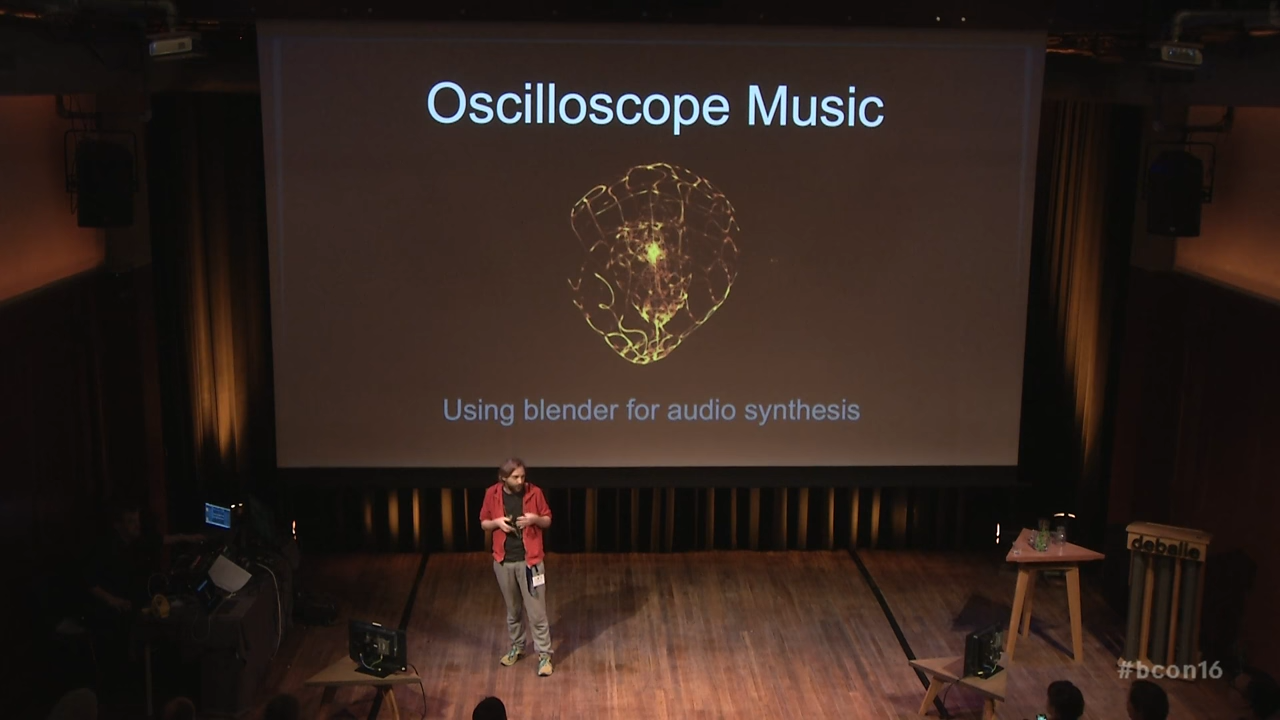 Oscilloscope Music
Using blender for audio synthesis
debalie
#bcon16